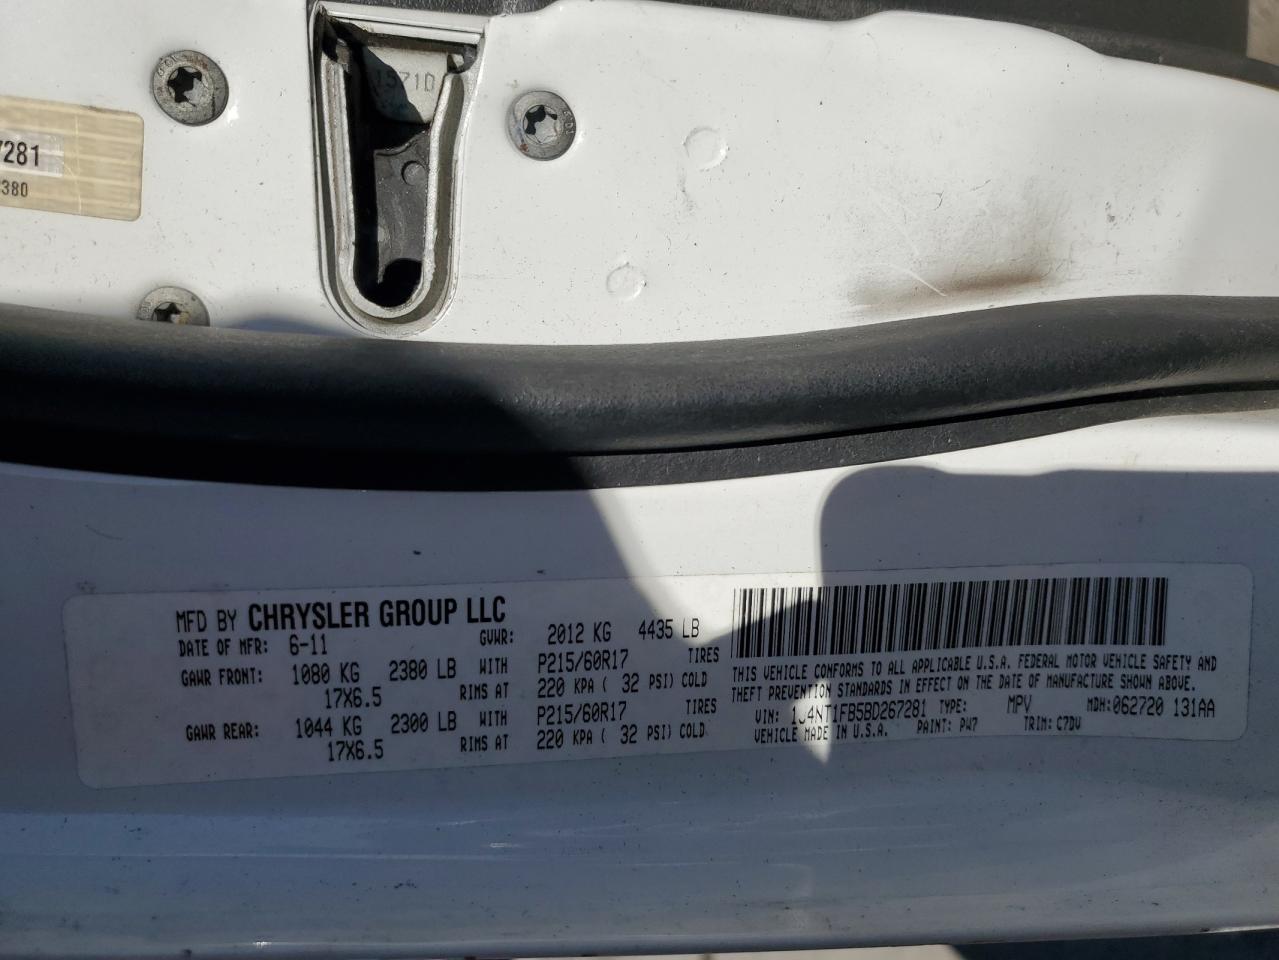 1571D
7281
380
MFD BY CHRYSLER GROUP LLC
DATE OF MFR: 6-11 GVWR: 2012 KG 4435 LB
GAWR FRONT: 1080 KG 2380 LB WITH P215/60R17 TIRES
17X6.5 RIMS AT 220 KPA ( 32 PSI) COLD
GAWR REAR: 1044 KG 2300 LB WITH P215/60R17 TIRES
17X6.5 RIMS AT 220 KPA ( 32 PSI) COLD
THIS VEHICLE CONFORMS TO ALL APPLICABLE U.S.A. FEDERAL MOTOR VEHICLE SAFETY AND
THEFT PREVENTION STANDARDS IN EFFECT ON THE DATE OF MANUFACTURE SHOWN ABOVE.
VIN: 1J4NT1FB5BD267281 TYPE: MPV MDH:062720 131AA
VEHICLE MADE IN U.S.A. PAINT: PW7 TRIM: C7DV